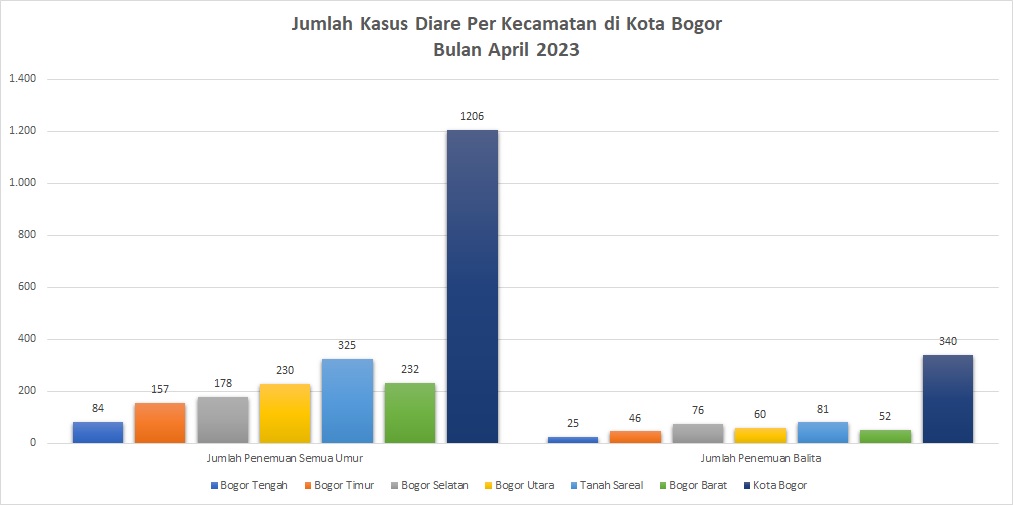 Jumlah Kasus Diare Per Kecamatan di Kota Bogor
Bulan April 2023
1.400
1.200
1.000
800
600
400
200
0
84
157
178
230
325
232
1206
25
46
76
60
81
52
340
Jumlah Penemuan Semua Umur
Jumlah Penemuan Balita
Bogor Tengah
Bogor Timur
Bogor Selatan
Bogor Utara
Tanah Sareal
Bogor Barat
Kota Bogor